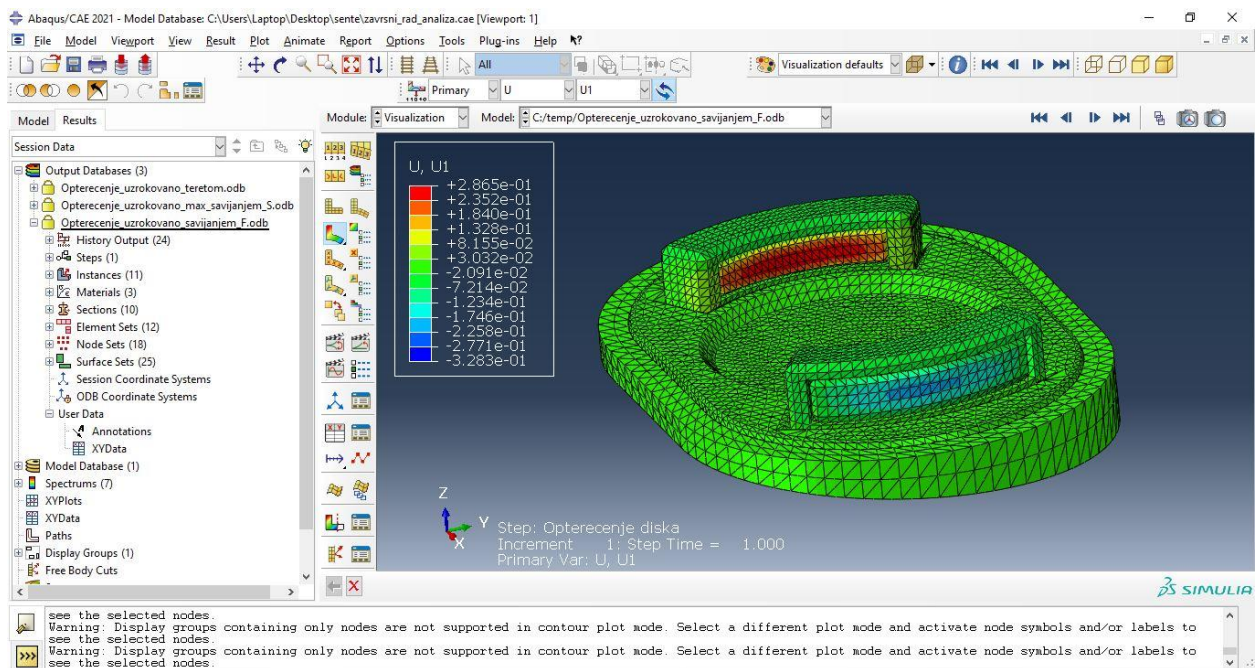 Abaqus/CAE 2021 - Model Database: C:\Users\Laptop\Desktop\sente\zavrsni_rad_analiza.cae [Viewport: 1]
File Model Viewport View Result Plot Animate Report Options Tools Plug-ins Help
All
Visualization defaults
Primary U U1
Model Results
Module: Visualization Model: C:/temp/Opterecenje_uzrokovano_savijanjem_F.odb
Session Data
Output Databases (3)
Opterecenje_uzrokovano_teretom.odb
Opterecenje_uzrokovano_max_savijanjem_S.odb
Opterecenje_uzrokovano_savijanjem_F.odb
History Output (24)
Steps (1)
Instances (11)
Materials (3)
Sections (10)
Element Sets (12)
Node Sets (18)
Surface Sets (25)
Session Coordinate Systems
ODB Coordinate Systems
User Data
Annotations
XYData
Model Database (1)
Spectrums (7)
XYPlots
XYData
Paths
Display Groups (1)
Free Body Cuts
U, U1
+2.865e-01
+2.352e-01
+1.840e-01
+1.328e-01
+8.155e-02
+3.032e-02
-2.091e-02
-7.214e-02
-1.234e-01
-1.746e-01
-2.258e-01
-2.771e-01
-3.283e-01
Z
Y
X
Step: Opterecenje diska
Increment 1: Step Time = 1.000
Primary Var: U, U1
SIMULIA
see the selected nodes.
Warning: Display groups containing only nodes are not supported in contour plot mode. Select a different plot mode and activate node symbols and/or labels to
see the selected nodes.
Warning: Display groups containing only nodes are not supported in contour plot mode. Select a different plot mode and activate node symbols and/or labels to
see the selected nodes.